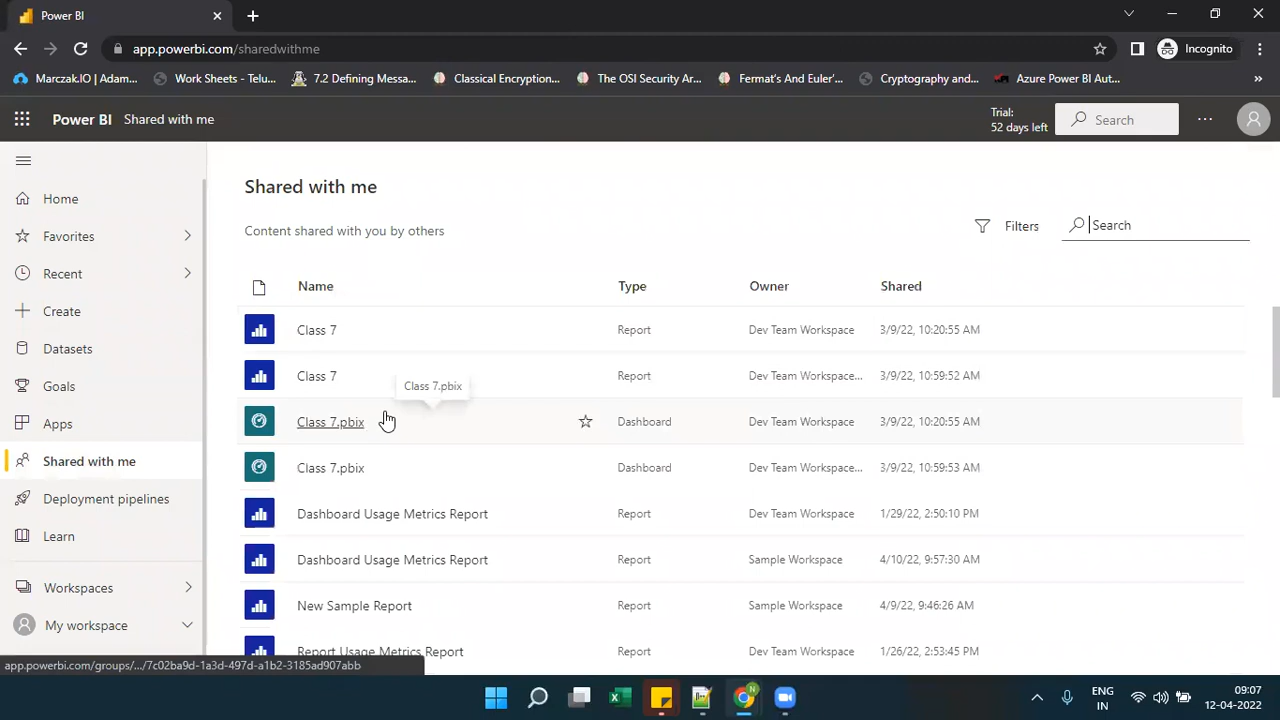 Power BI
app.powerbi.com/sharedwithme
Incognito
Marczak.IO | Adam...
Work Sheets - Telu...
7.2 Defining Messa...
Classical Encryption...
The OSI Security Ar...
Fermat's And Euler'...
Cryptography and...
Azure Power BI Aut...
»
Power BI Shared with me
Trial:
52 days left
Search
Home
Favorites
Recent
Create
Datasets
Goals
Apps
Shared with me
Deployment pipelines
Learn
Workspaces
My workspace
Shared with me
Content shared with you by others
Filters
Search
Name Type Owner Shared
Class 7 Report Dev Team Workspace 3/9/22, 10:20:55 AM
Class 7 Report Dev Team Workspace... 3/9/22, 10:59:52 AM
Class 7.pbix
Class 7.pbix Dashboard Dev Team Workspace 3/9/22, 10:20:55 AM
Class 7.pbix Dashboard Dev Team Workspace... 3/9/22, 10:59:53 AM
Dashboard Usage Metrics Report Report Dev Team Workspace 1/29/22, 2:50:10 PM
Dashboard Usage Metrics Report Report Sample Workspace 4/10/22, 9:57:30 AM
New Sample Report Report Sample Workspace 4/9/22, 9:46:26 AM
Report Usage Metrics Report Report Dev Team Workspace 1/26/22, 2:53:45 PM
app.powerbi.com/groups/.../7c02ba9d-1a3d-497d-a1b2-3185ad907abb
N
ENG
IN
09:07
12-04-2022